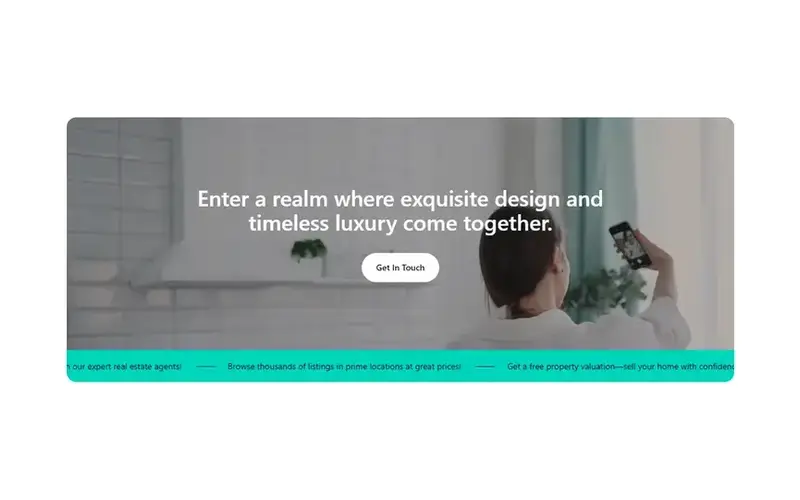 Enter a realm where exquisite design and
timeless luxury come together.
Get In Touch
our expert real estate agents! — Browse thousands of listings in prime locations at great prices! — Get a free property valuation—sell your home with